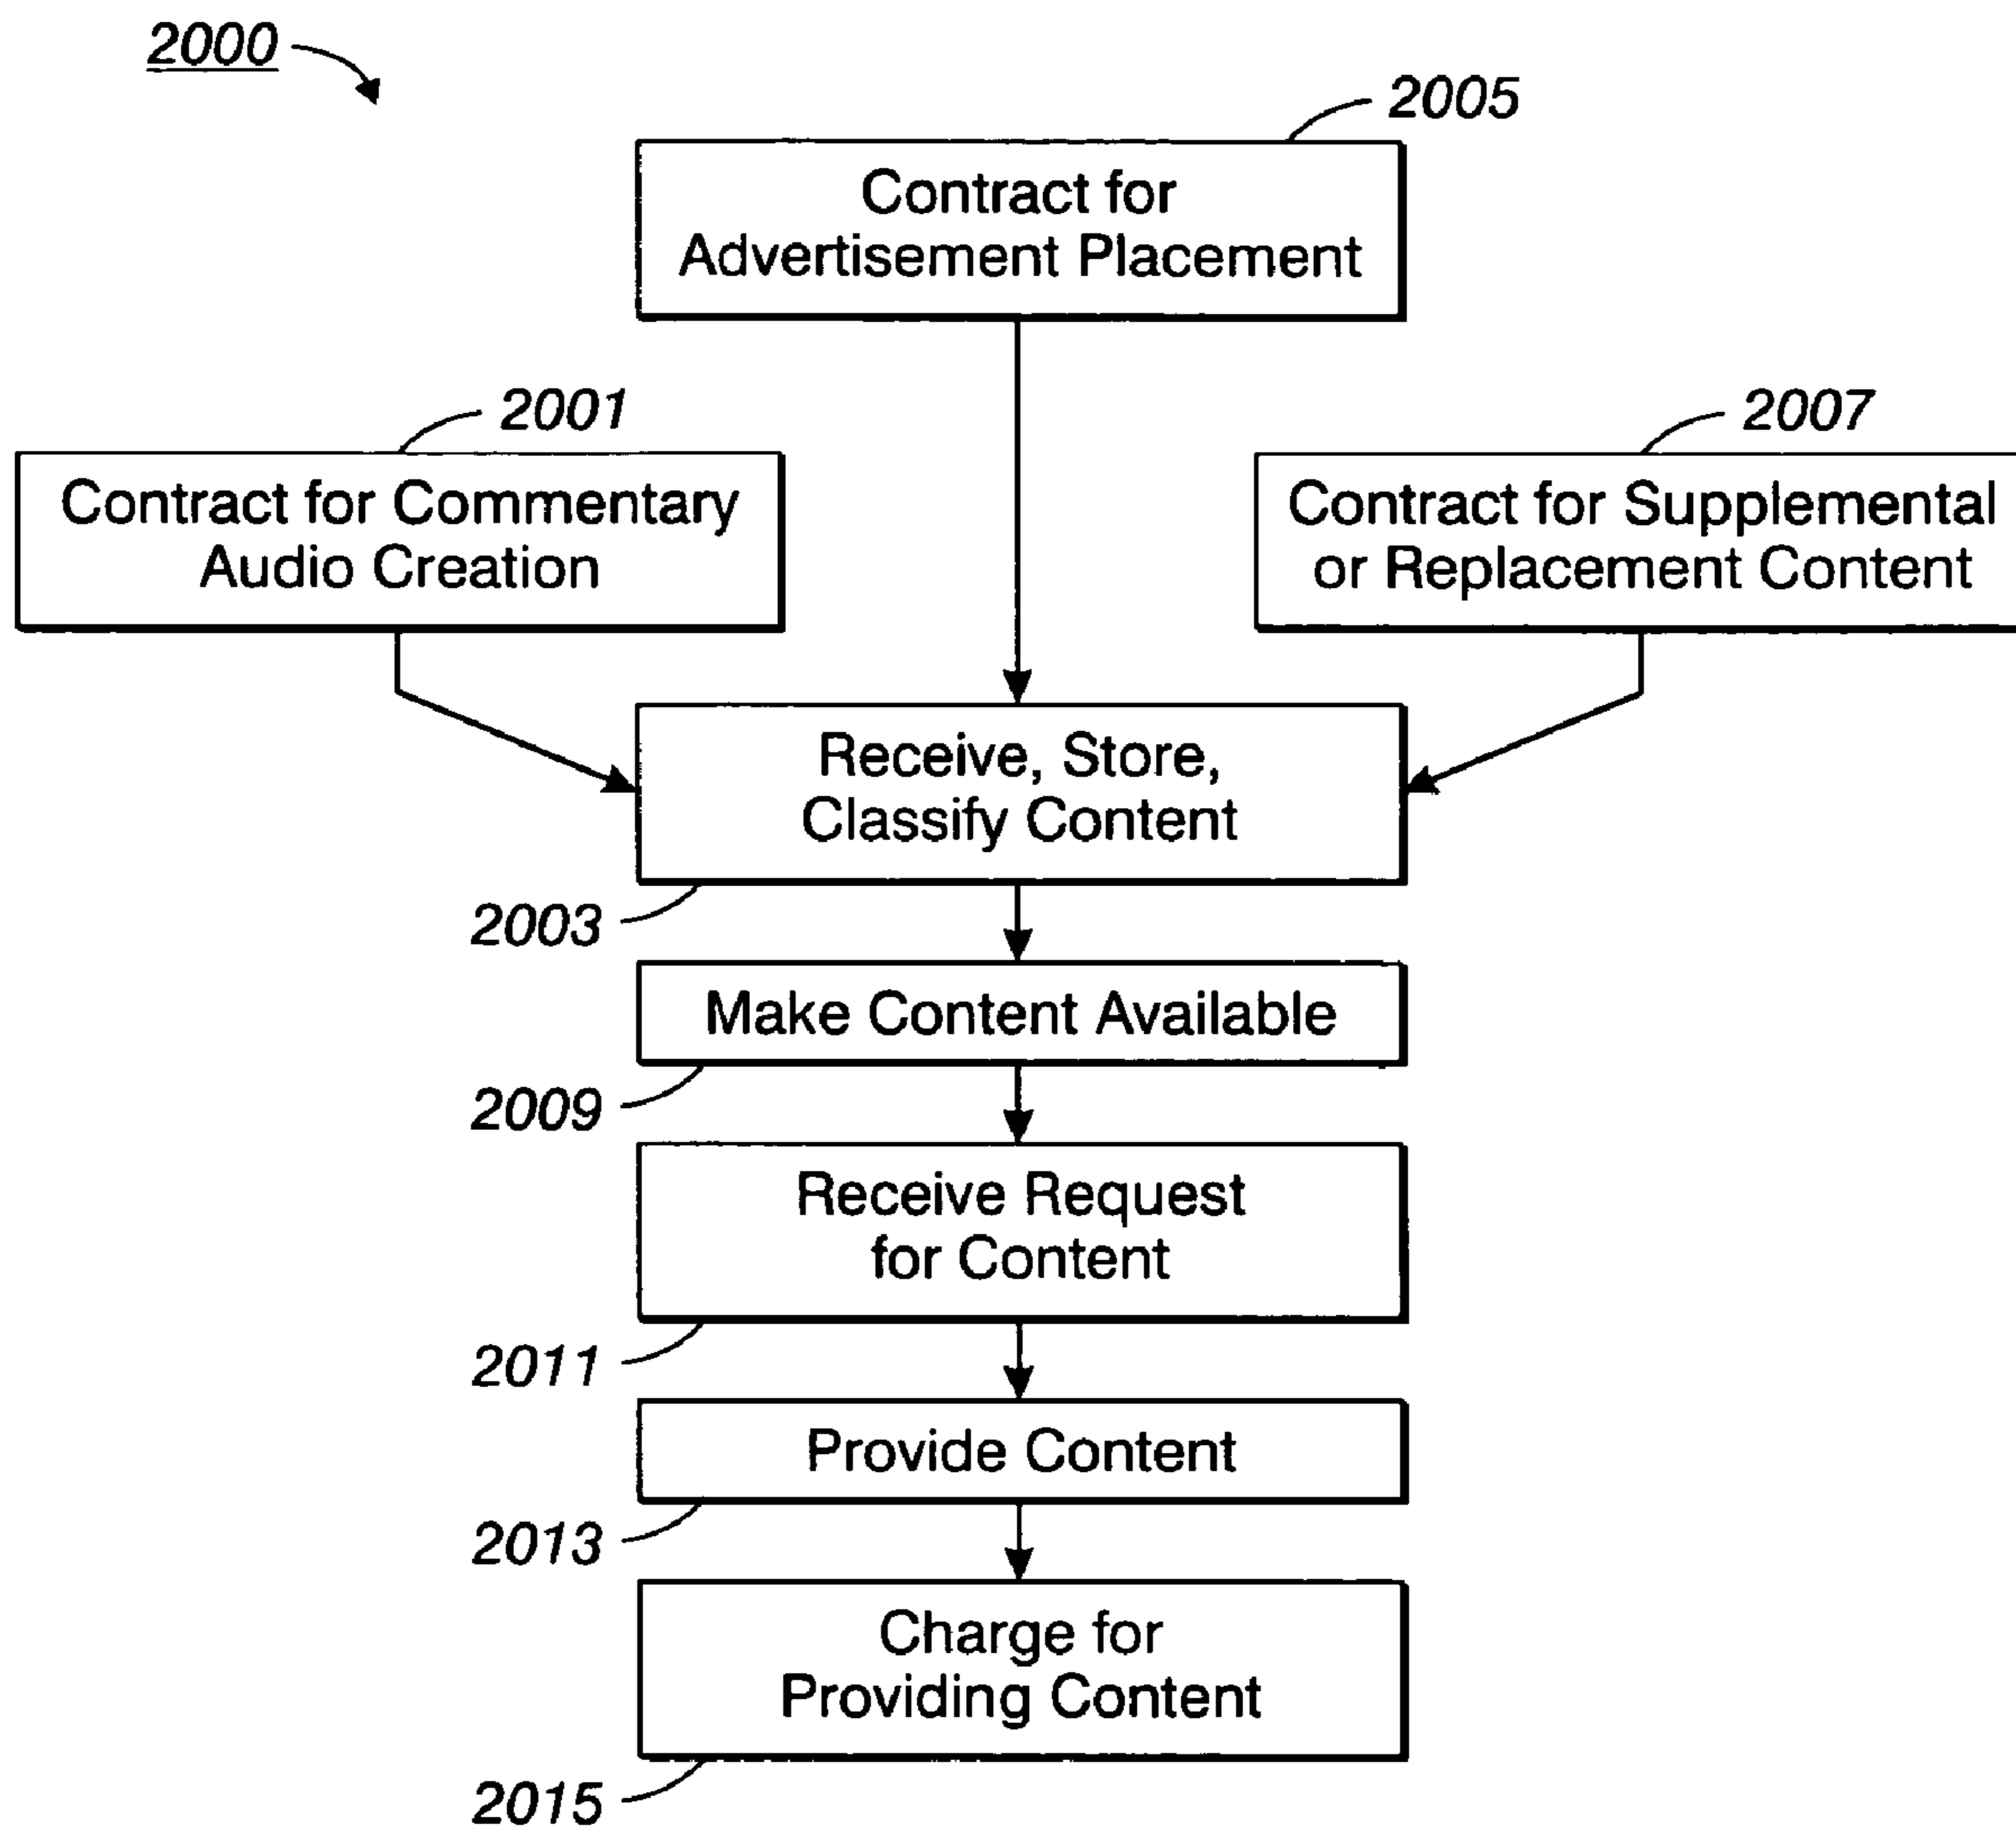 2000
2005
Contract for
Advertisement Placement
2001
Contract for Commentary
Audio Creation
2007
Contract for Supplemental
or Replacement Content
Receive, Store,
Classify Content
2003
Make Content Available
2009
Receive Request
for Content
2011
Provide Content
2013
Charge for
Providing Content
2015